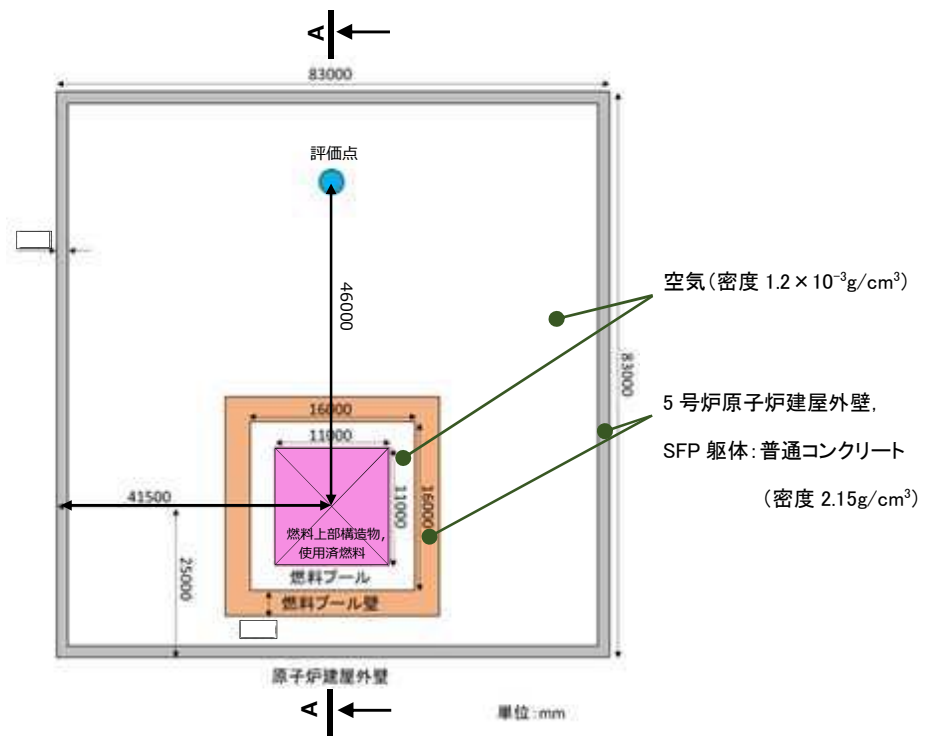 A
83000
評価点
46000
空気(密度 1.2×10⁻³g/cm³)
83000
5 号炉原子炉建屋外壁,
SFP 躯体:普通コンクリート
(密度 2.15g/cm³)
16000
11000
41500
11000
16000
燃料上部構造物,
使用済燃料
25000
燃料プール
燃料プール壁
原子炉建屋外壁
A
単位:mm